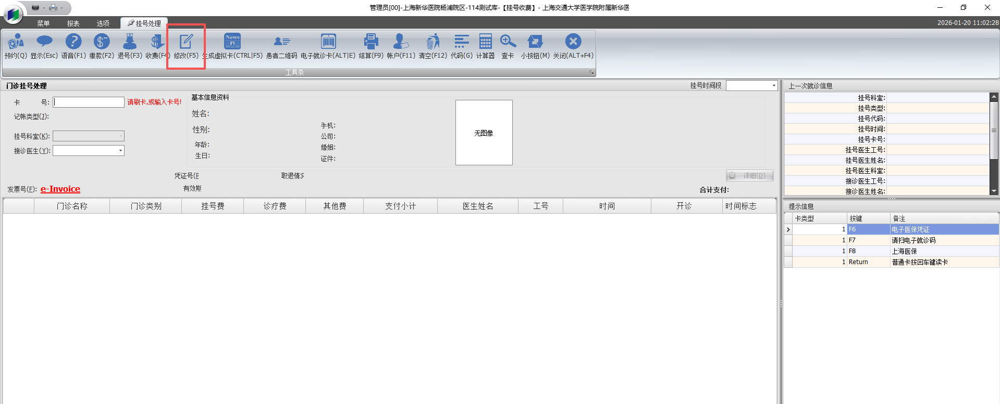 管理员[00]-上海新华医院杨浦院区-114测试库-【挂号收费】- 上海交通大学医学院附属新华医
菜单 报表 选项 挂号处理 2026-01-20 11:02:28
预约(Q) 显示(Esc) 语音(F1) 缴款(F2) 退号(F3) 收费(F4 修改(F5) 生成虚拟卡(CTRL|F5) 患者二维码 电子就诊卡(ALT|E) 结算(F9) 帐户(F11) 清空(F12) 代码(G) 计算器 查卡 小按钮(M) 关闭(ALT+F4)
工具条
门诊挂号处理 挂号时间段
卡 号: 请刷卡,或输入卡号!
记帐类型(J):
挂号科室(K):
接诊医生(Y):
基本信息资料
姓名:
性别:
年龄:
生日:
手机:
公司:
婚姻:
证件:
无图像
凭证号(P 职退情况 详细(D)
发票号(F): e-Invoice 有效期 合计支付:
门诊名称 门诊类别 挂号费 诊疗费 其他费 支付小计 医生姓名 工号 时间 开诊 时间标志
上一次就诊信息
挂号科室:
挂号类型:
挂号代码:
挂号时间:
挂号卡号:
挂号医生工号:
挂号医生姓名:
挂号医生科室:
接诊医生工号:
接诊医生姓名:
提示信息
卡类型 按键 备注
1 F6 电子医保凭证
1 F7 请扫电子就诊码
1 F8 上海医保
1 Return 普通卡按回车键读卡